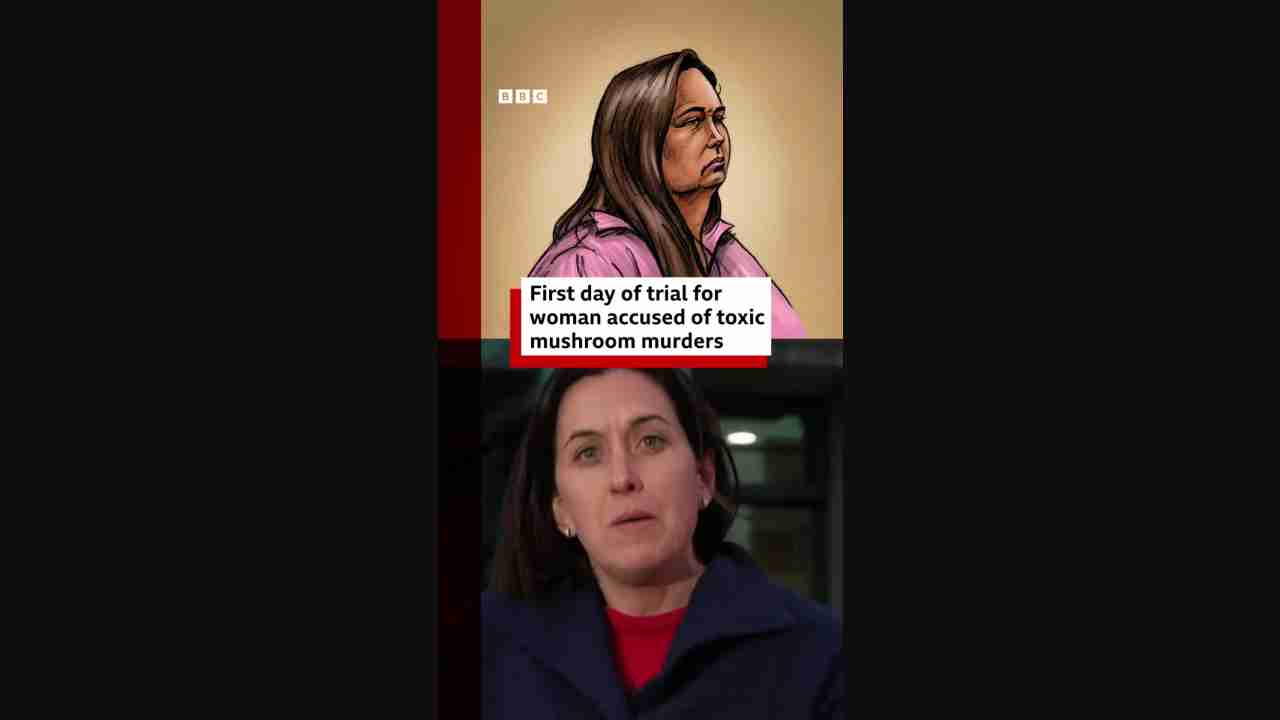 BBC
First day of trial for
woman accused of toxic
mushroom murders